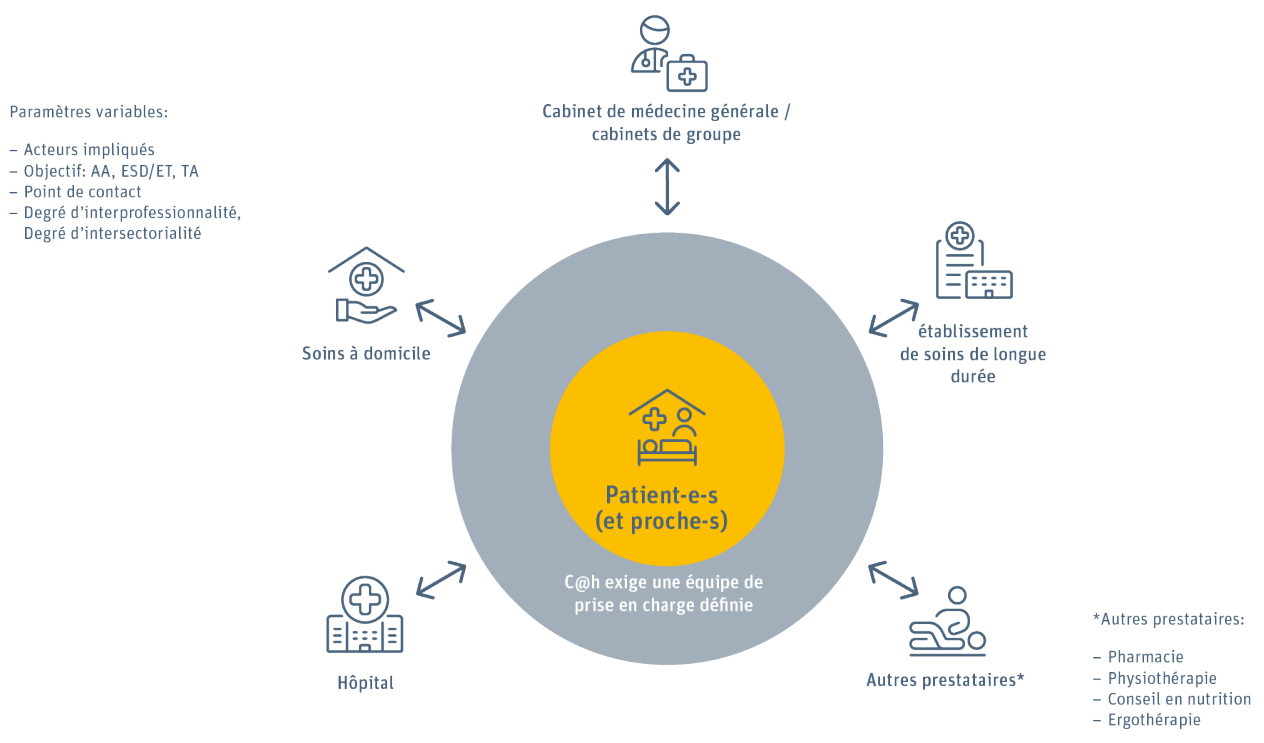 Cabinet de médecine générale /
cabinets de groupe
Paramètres variables:
– Acteurs impliqués
– Objectif: AA, ESD/ET, TA
– Point de contact
– Degré d’interprofessionnalité,
Degré d’intersectorialité
Soins à domicile
établissement
de soins de longue
durée
Patient-e-s
(et proche-s)
C@h exige une équipe de
prise en charge définie
Hôpital
Autres prestataires*
*Autres prestataires:
– Pharmacie
– Physiothérapie
– Conseil en nutrition
– Ergothérapie